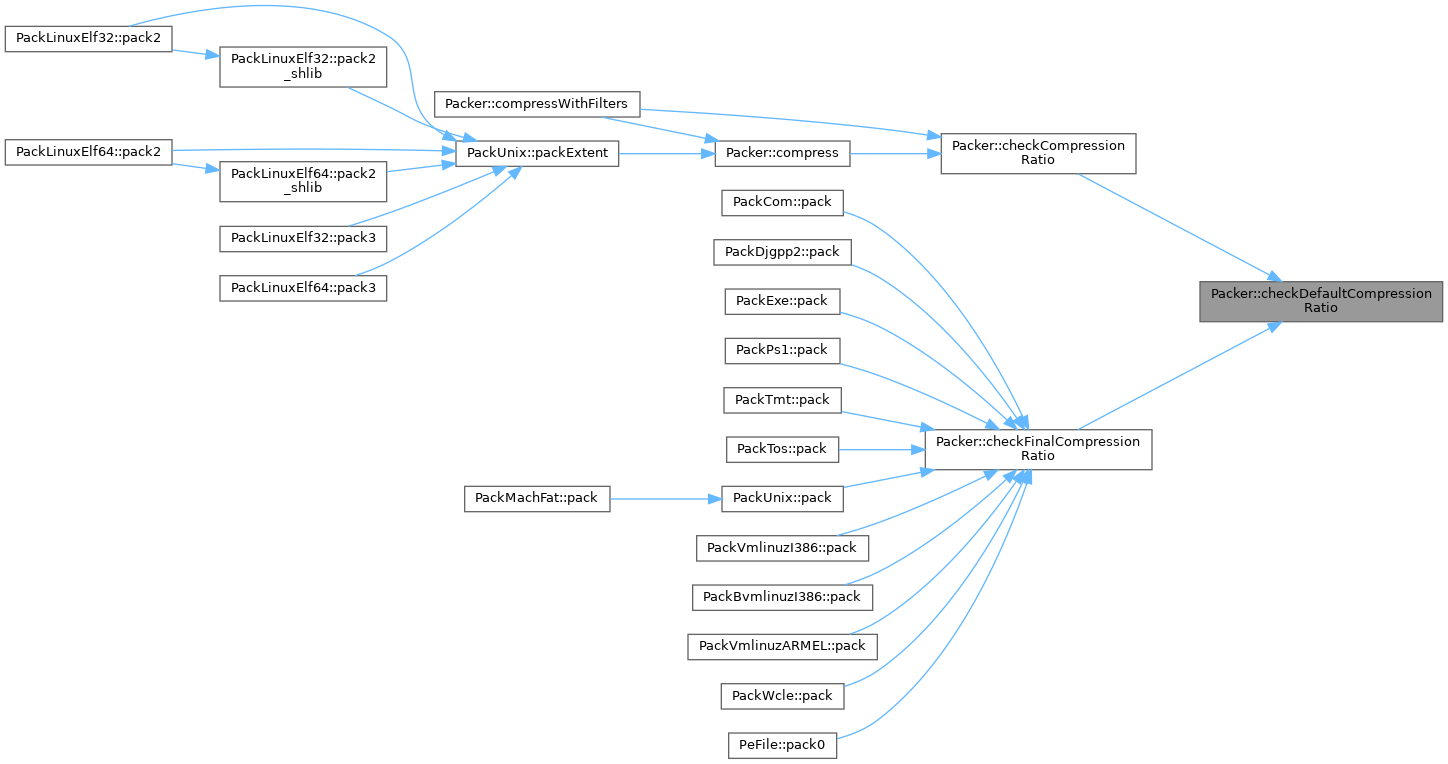 PackLinuxElf32::pack2
PackLinuxElf32::pack2
_shlib
Packer::compressWithFilters
PackLinuxElf64::pack2
PackUnix::packExtent
Packer::compress
Packer::checkCompression
Ratio
PackLinuxElf64::pack2
_shlib
PackCom::pack
PackLinuxElf32::pack3
PackDjgpp2::pack
PackLinuxElf64::pack3
PackExe::pack
Packer::checkDefaultCompression
Ratio
PackPs1::pack
PackTmt::pack
PackTos::pack
Packer::checkFinalCompression
Ratio
PackMachFat::pack
PackUnix::pack
PackVmlinuzI386::pack
PackBvmlinuzI386::pack
PackVmlinuzARMEL::pack
PackWcle::pack
PeFile::pack0